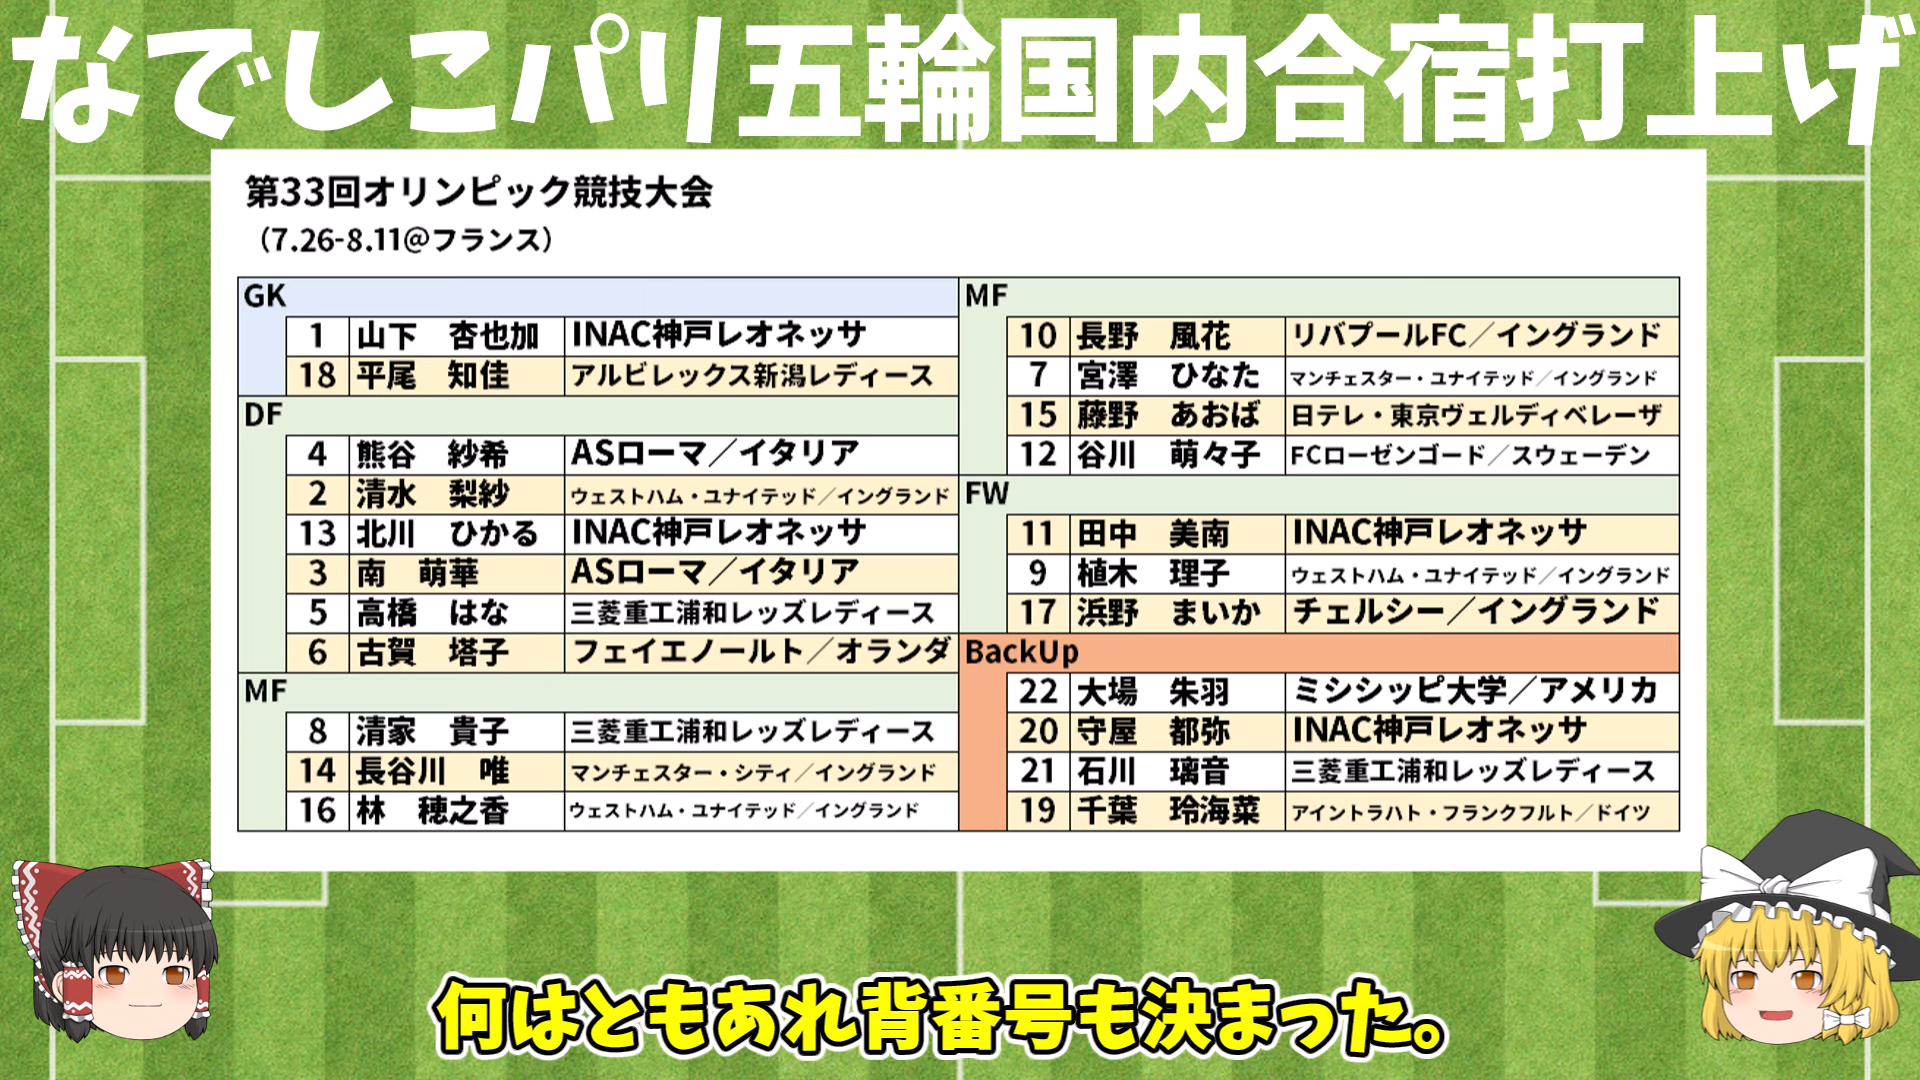 なでしこパリ五輪国内合宿打上げ
第33回オリンピック競技大会
（7.26-8.11@フランス）
GK
1 山下 杏也加 INAC神戸レオネッサ
18 平尾 知佳 アルビレックス新潟レディース
DF
4 熊谷 紗希 ASローマ／イタリア
2 清水 梨紗 ウェストハム・ユナイテッド／イングランド
13 北川 ひかる INAC神戸レオネッサ
3 南 萌華 ASローマ／イタリア
5 高橋 はな 三菱重工浦和レッズレディース
6 古賀 塔子 フェイエノールト／オランダ
MF
8 清家 貴子 三菱重工浦和レッズレディース
14 長谷川 唯 マンチェスター・シティ／イングランド
16 林 穂之香 ウェストハム・ユナイテッド／イングランド
MF
10 長野 風花 リバプールFC／イングランド
7 宮澤 ひなた マンチェスター・ユナイテッド／イングランド
15 藤野 あおば 日テレ・東京ヴェルディベレーザ
12 谷川 萌々子 FCローゼンゴード／スウェーデン
FW
11 田中 美南 INAC神戸レオネッサ
9 植木 理子 ウェストハム・ユナイテッド／イングランド
17 浜野 まいか チェルシー／イングランド
BackUp
22 大場 朱羽 ミシシッピ大学／アメリカ
20 守屋 都弥 INAC神戸レオネッサ
21 石川 璃音 三菱重工浦和レッズレディース
19 千葉 玲海菜 アイントラハト・フランクフルト／ドイツ
何はともあれ背番号も決まった。